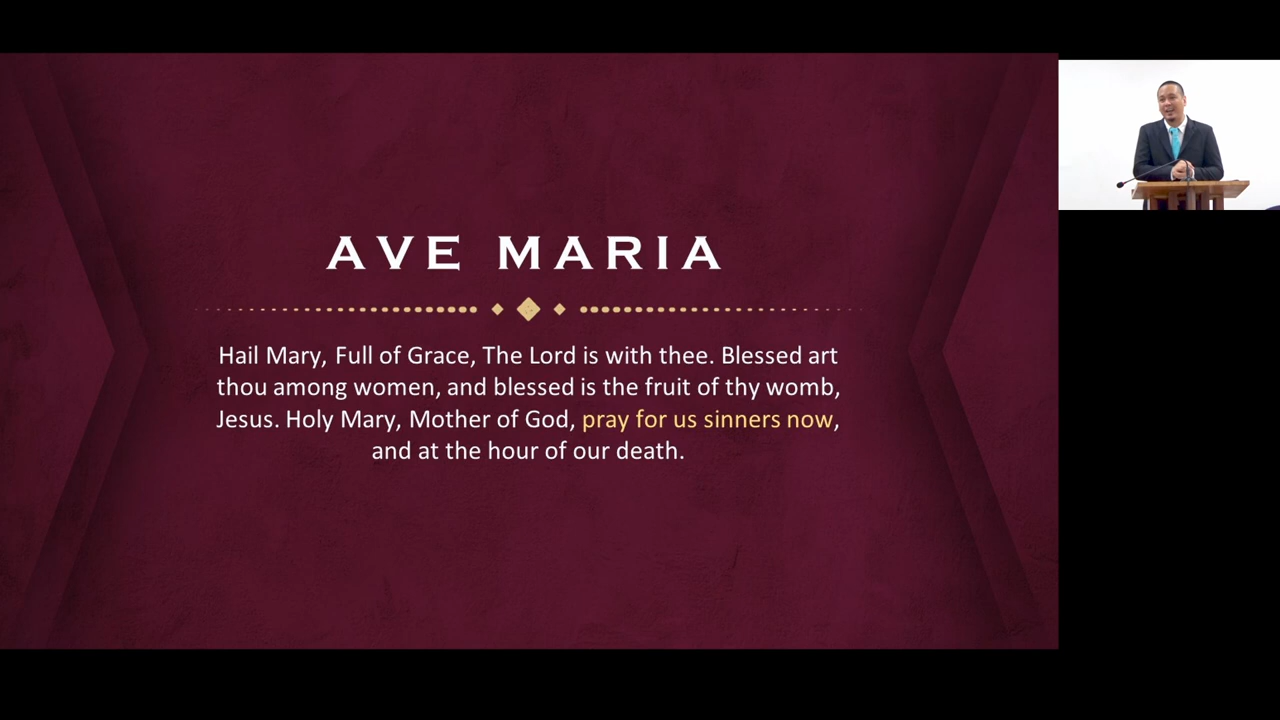 AVE MARIA
Hail Mary, Full of Grace, The Lord is with thee. Blessed art
thou among women, and blessed is the fruit of thy womb,
Jesus. Holy Mary, Mother of God, pray for us sinners now,
and at the hour of our death.